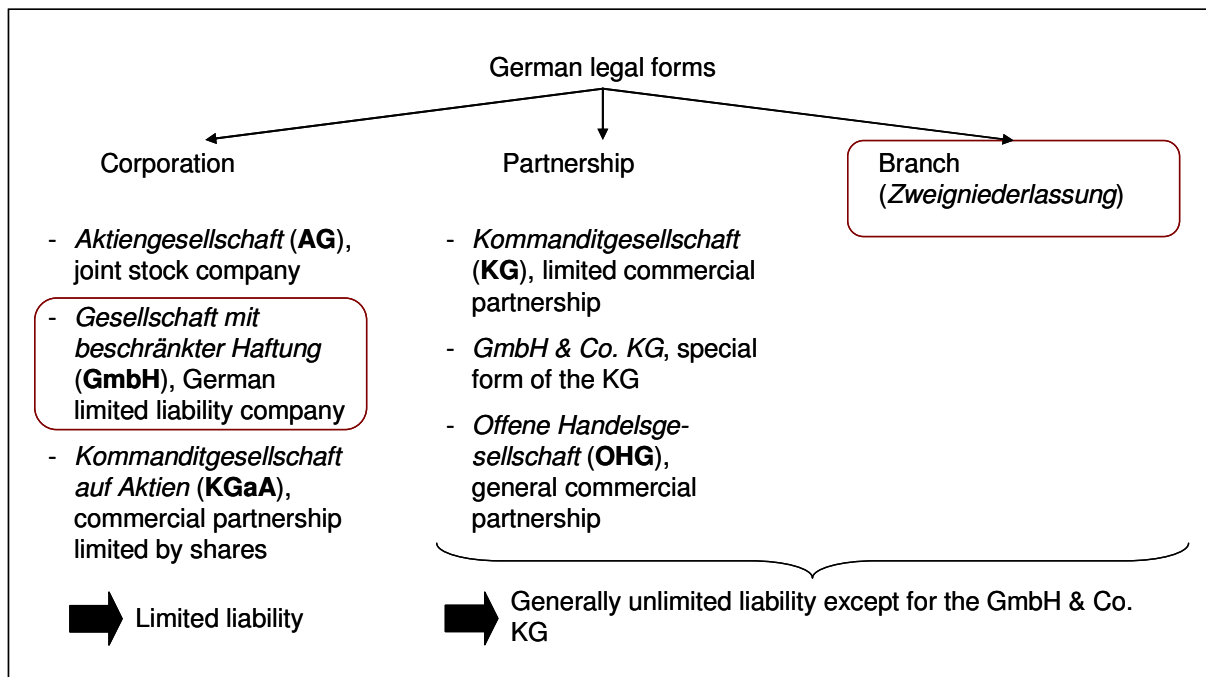 German legal forms
Corporation
- Aktiengesellschaft (AG),
joint stock company
- Gesellschaft mit
beschränkter Haftung
(GmbH), German
limited liability company
- Kommanditgesellschaft
auf Aktien (KGaA),
commercial partnership
limited by shares
Limited liability
Partnership
- Kommanditgesellschaft
(KG), limited commercial
partnership
- GmbH & Co. KG, special
form of the KG
- Offene Handelsge-
sellschaft (OHG),
general commercial
partnership
Branch
(Zweigniederlassung)
Generally unlimited liability except for the GmbH & Co.
KG